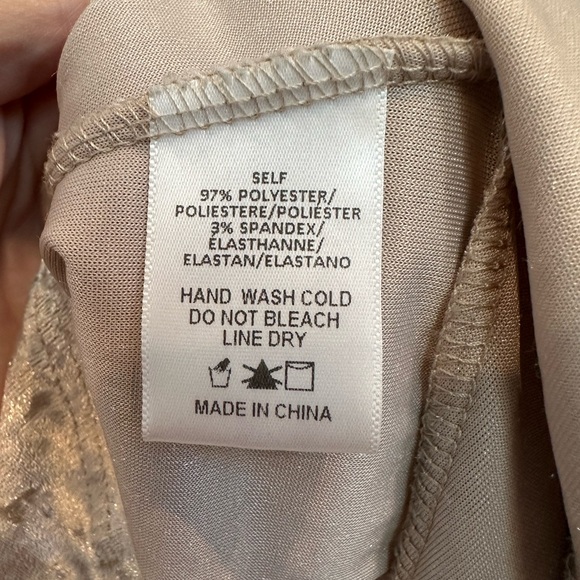 SELF
97% POLYESTER/
POLIESTERE/POLIÉSTER
3% SPANDEX/
ÉLASTHANNE/
ELASTAN/ELASTANO
HAND WASH COLD
DO NOT BLEACH
LINE DRY
MADE IN CHINA